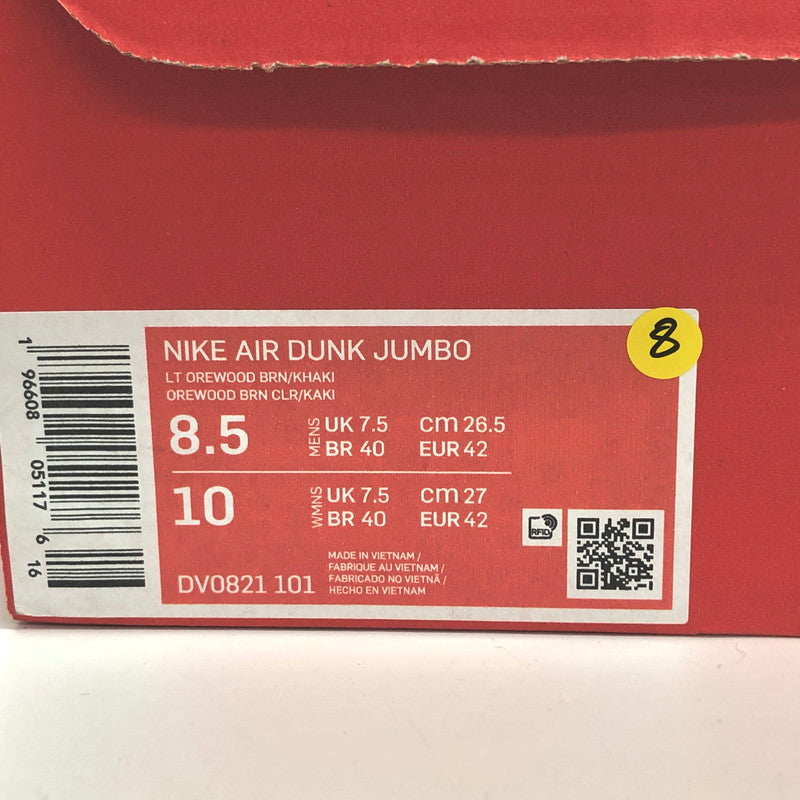 8
NIKE AIR DUNK JUMBO
LT OREWOOD BRN/KHAKI
OREWOOD BRN CLR/KAKI
8.5 MENS UK 7.5 cm 26.5
BR 40 EUR 42
10 WMNS UK 7.5 cm 27
BR 40 EUR 42
RFID
MADE IN VIETNAM /
FABRIQUE AU VIETNAM /
FABRICADO NO VIETNÃ /
HECHO EN VIETNAM
DV0821 101
1 96608 05117 6 16